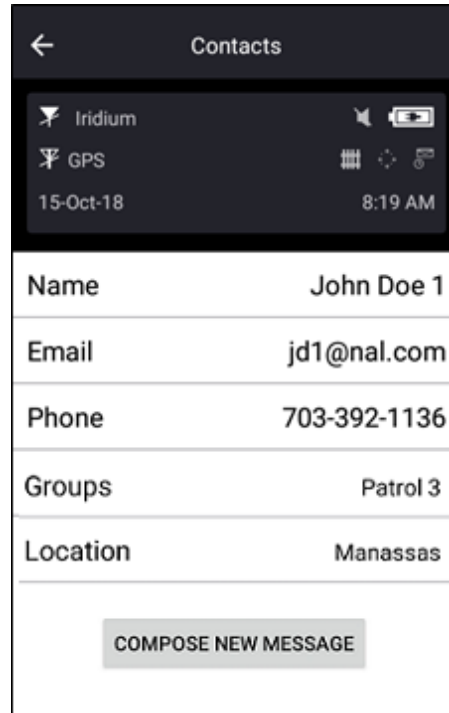 Contacts
Iridium
GPS
15-Oct-18 8:19 AM
Name John Doe 1
Email jd1@nal.com
Phone 703-392-1136
Groups Patrol 3
Location Manassas
COMPOSE NEW MESSAGE